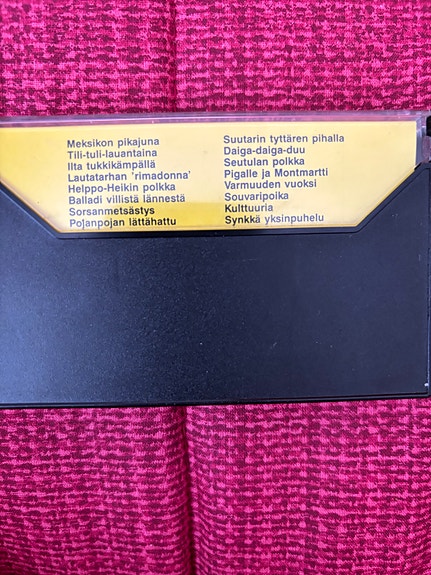 Meksikon pikajuna
Tili-tuli-lauantaina
Ilta tukkikämpällä
Lautatarhan 'rimadonna'
Helppo-Heikin polkka
Balladi villistä lännestä
Sorsanmetsästys
Pojanpojan lättähattu
Suutarin tyttären pihalla
Daiga-daiga-duu
Seutulan polkka
Pigalle ja Montmartti
Varmuuden vuoksi
Souvaripoika
Kulttuuria
Synkkä yksinpuhelu